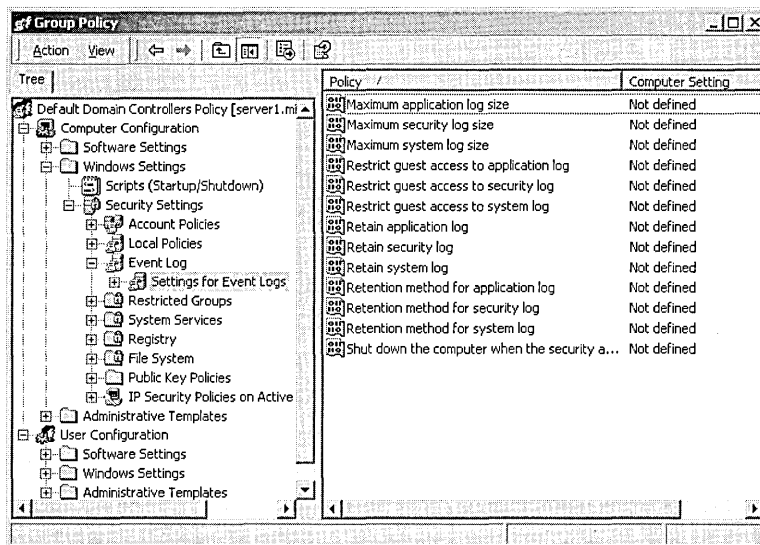 Group Policy
Action View
Tree
Default Domain Controllers Policy [server1.mi
Computer Configuration
Software Settings
Windows Settings
Scripts (Startup/Shutdown)
Security Settings
Account Policies
Local Policies
Event Log
Settings for Event Logs
Restricted Groups
System Services
Registry
File System
Public Key Policies
IP Security Policies on Active
Administrative Templates
User Configuration
Software Settings
Windows Settings
Administrative Templates
Policy Computer Setting
Maximum application log size Not defined
Maximum security log size Not defined
Maximum system log size Not defined
Restrict guest access to application log Not defined
Restrict guest access to security log Not defined
Restrict guest access to system log Not defined
Retain application log Not defined
Retain security log Not defined
Retain system log Not defined
Retention method for application log Not defined
Retention method for security log Not defined
Retention method for system log Not defined
Shut down the computer when the security a... Not defined